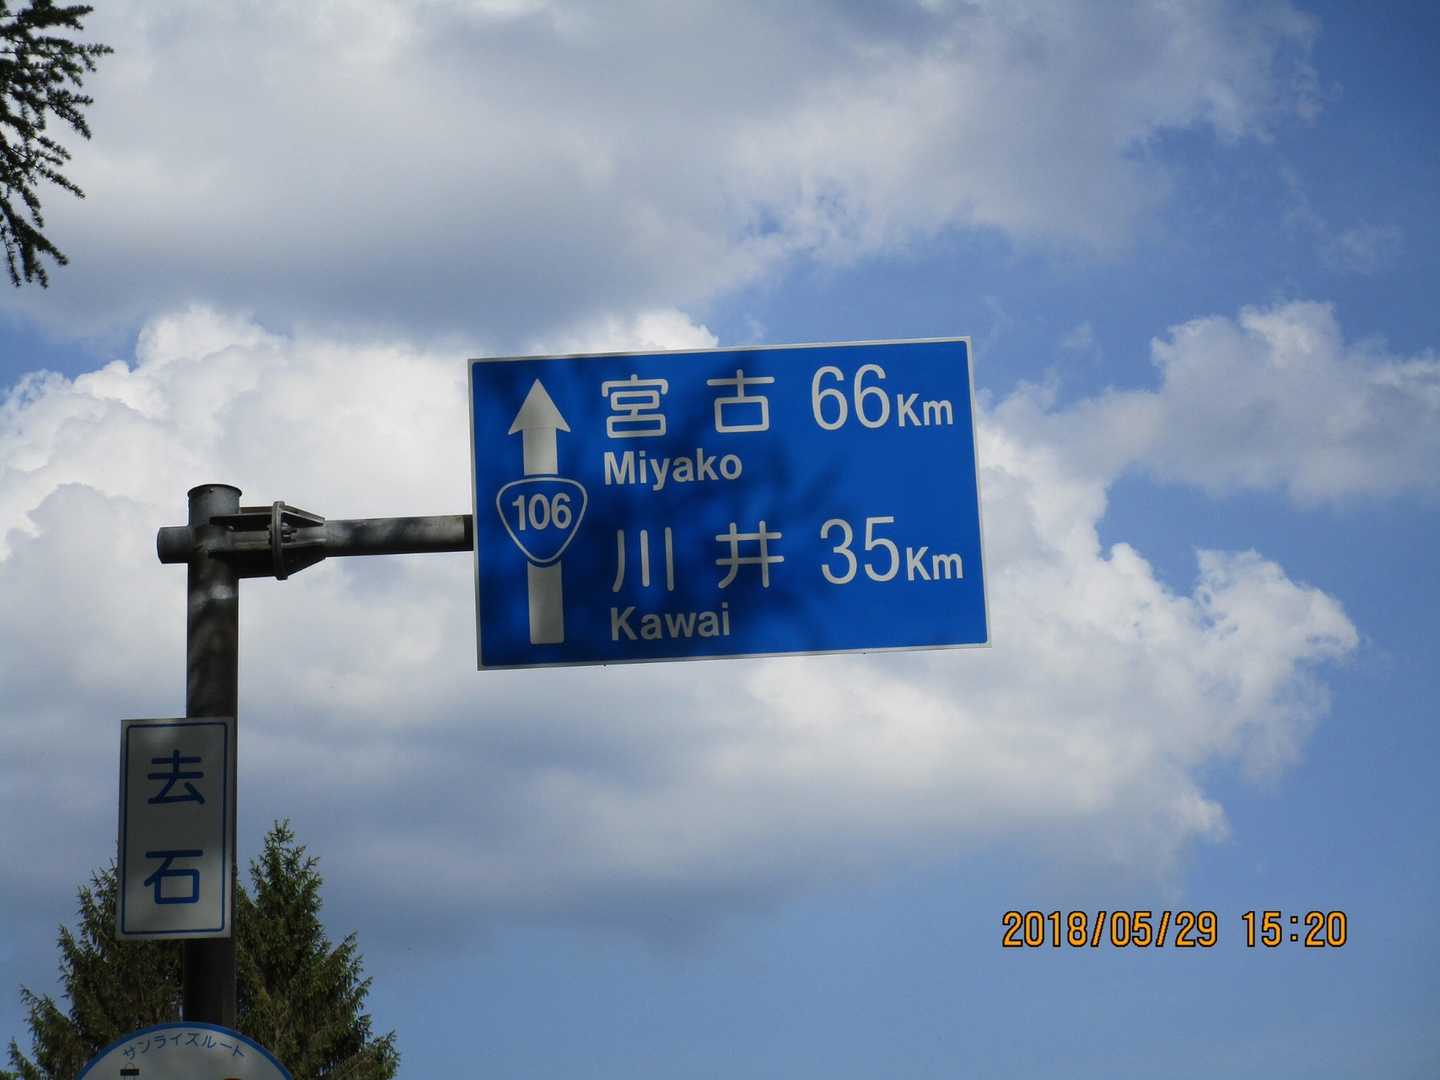 宮古 66Km
Miyako
106
川井 35Km
Kawai
去石
サンライズルート
2018/05/29 15:20